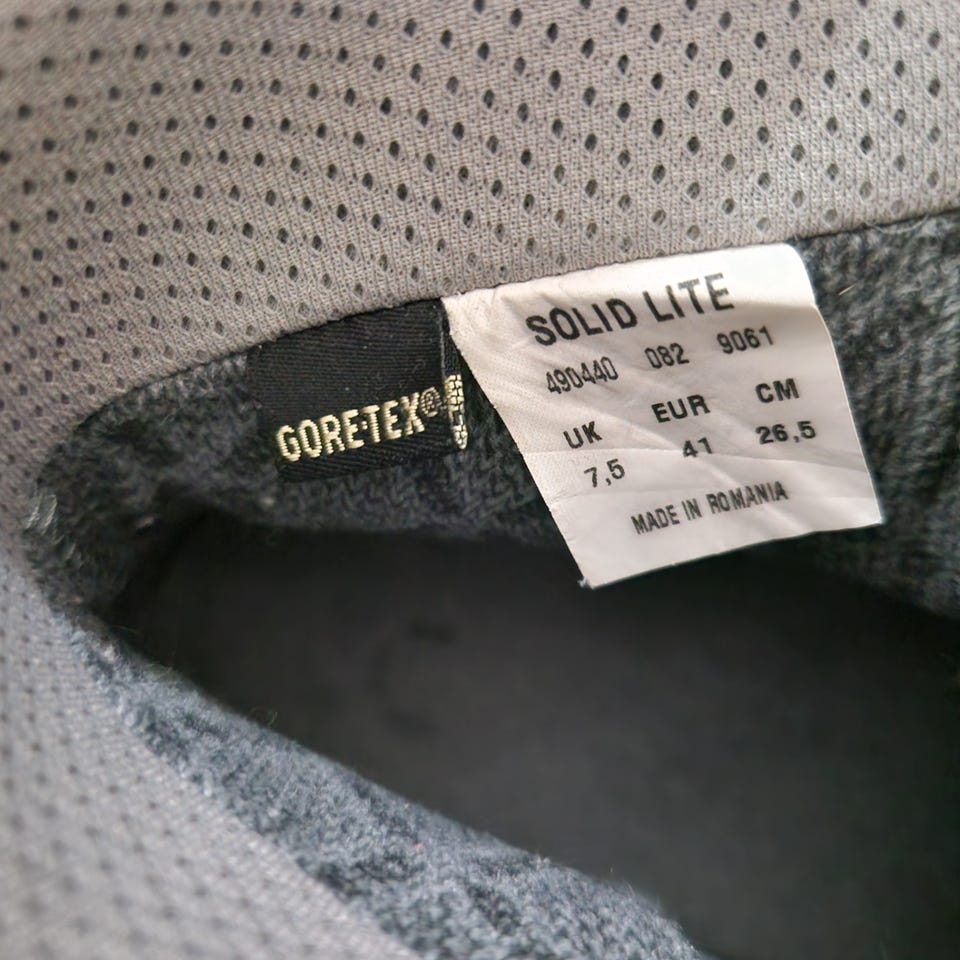 GORE-TEX®
SOLID LITE
490440 082 9061
UK EUR CM
7,5 41 26,5
MADE IN ROMANIA